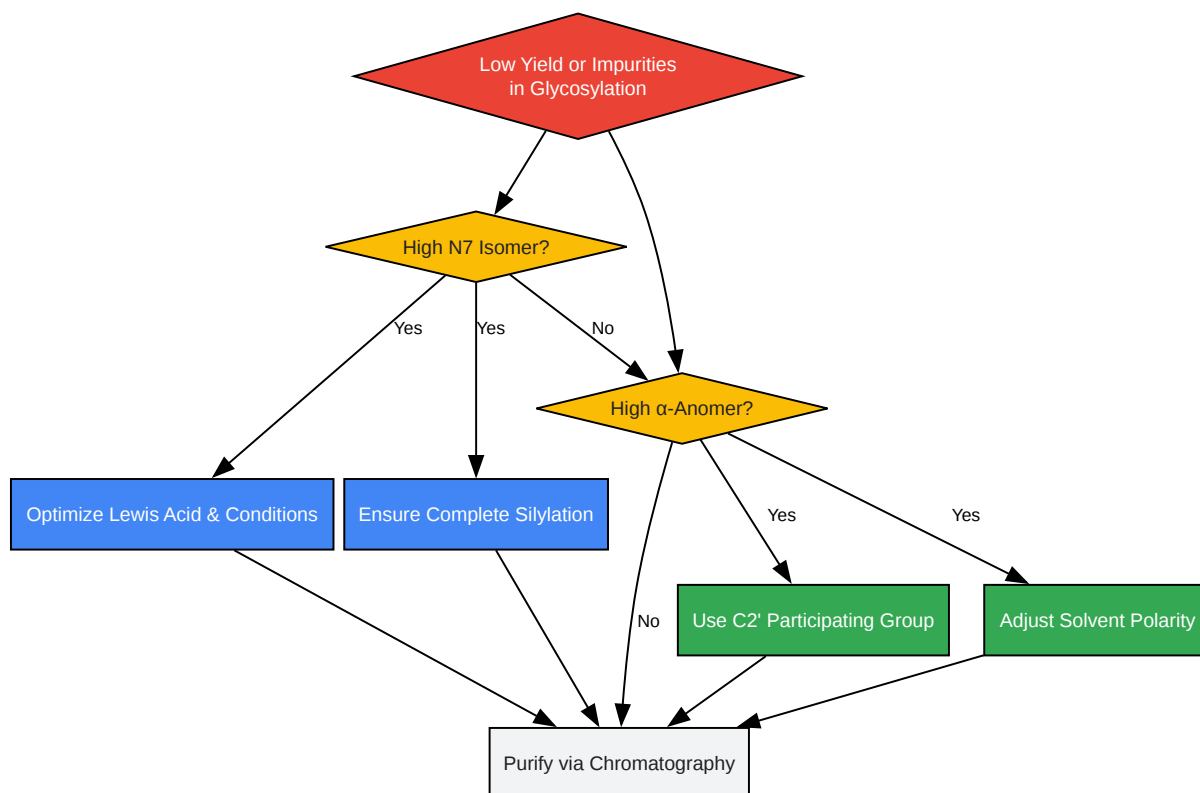 Low Yield or Impurities
in Glycosylation
High N7 Isomer?
Yes
Yes
No
High α-Anomer?
Optimize Lewis Acid & Conditions
Ensure Complete Silylation
Yes
Yes
No
Use C2' Participating Group
Adjust Solvent Polarity
Purify via Chromatography